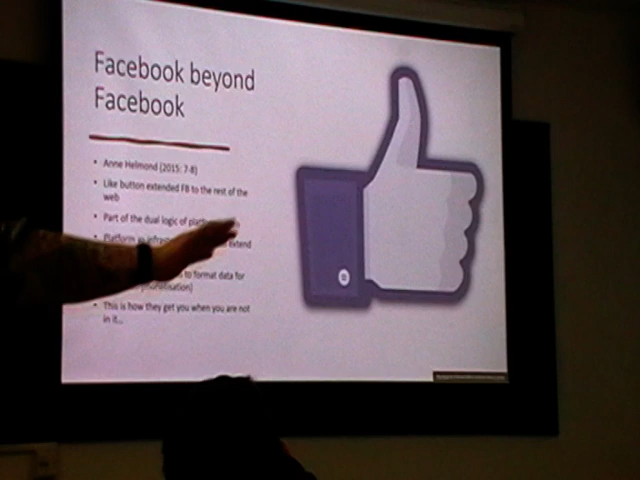 Facebook beyond
Facebook
• Anne Helmond (2015: 7-8)
• Like button extended FB to the rest of the
web
• Part of the dual logic of
• Platform as extend
to format data for
• This is how they get you when you are not
in it...